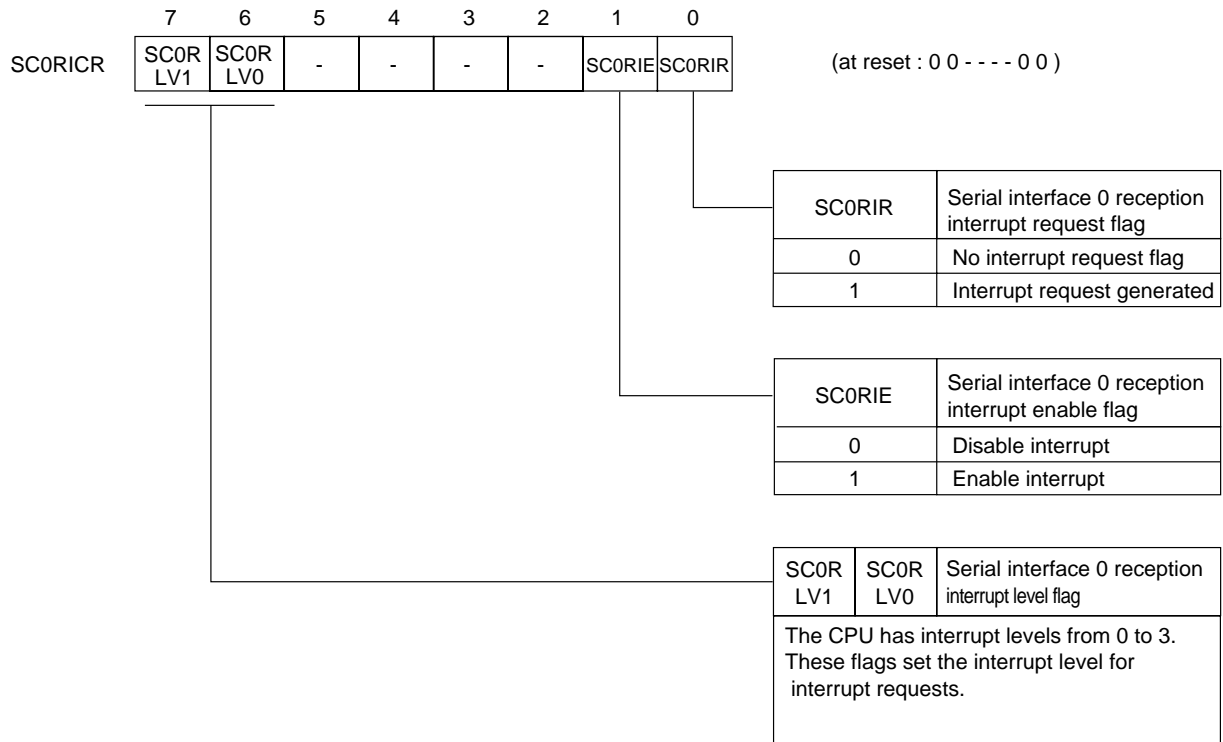 7 6 5 4 3 2 1 0
SC0RICR
SC0R LV1
SC0R LV0
- - - -
SC0RIE
SC0RIR
(at reset : 0 0 - - - - 0 0 )
SC0RIR
Serial interface 0 reception
interrupt request flag
0 No interrupt request flag
1 Interrupt request generated
SC0RIE
Serial interface 0 reception
interrupt enable flag
0 Disable interrupt
1 Enable interrupt
SC0R LV1
SC0R LV0
Serial interface 0 reception
interrupt level flag
The CPU has interrupt levels from 0 to 3.
These flags set the interrupt level for
interrupt requests.